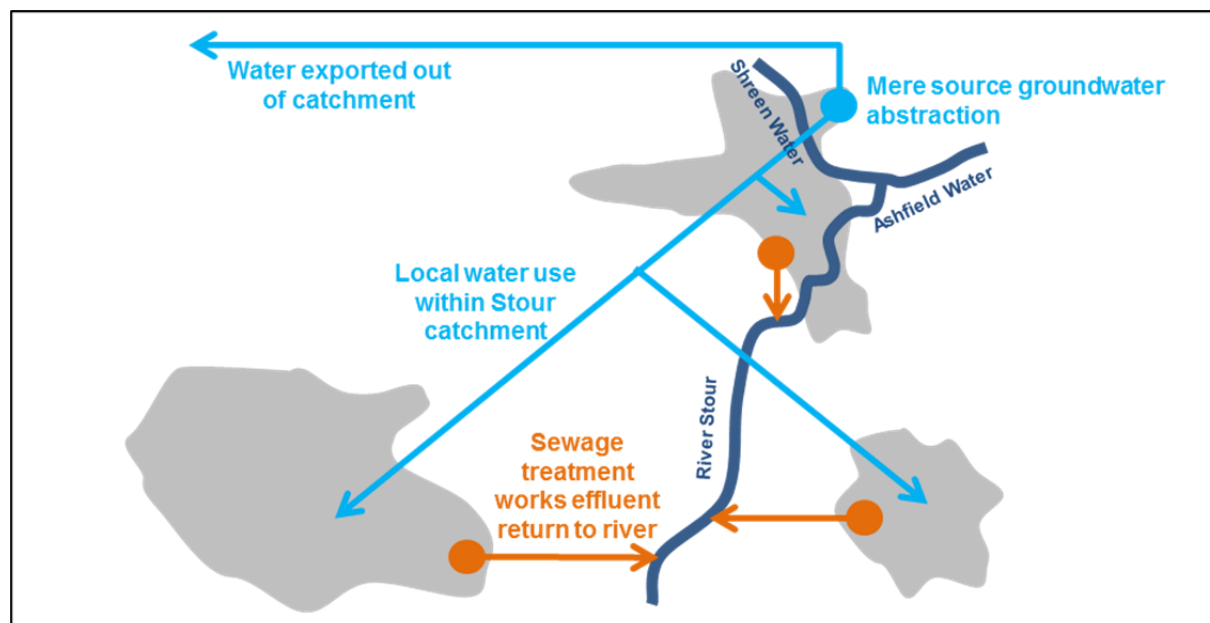 Water exported out
of catchment
Shreen Water
Mere source groundwater
abstraction
Ashfield Water
Local water use
within Stour
catchment
River Stour
Sewage
treatment
works effluent
return to river